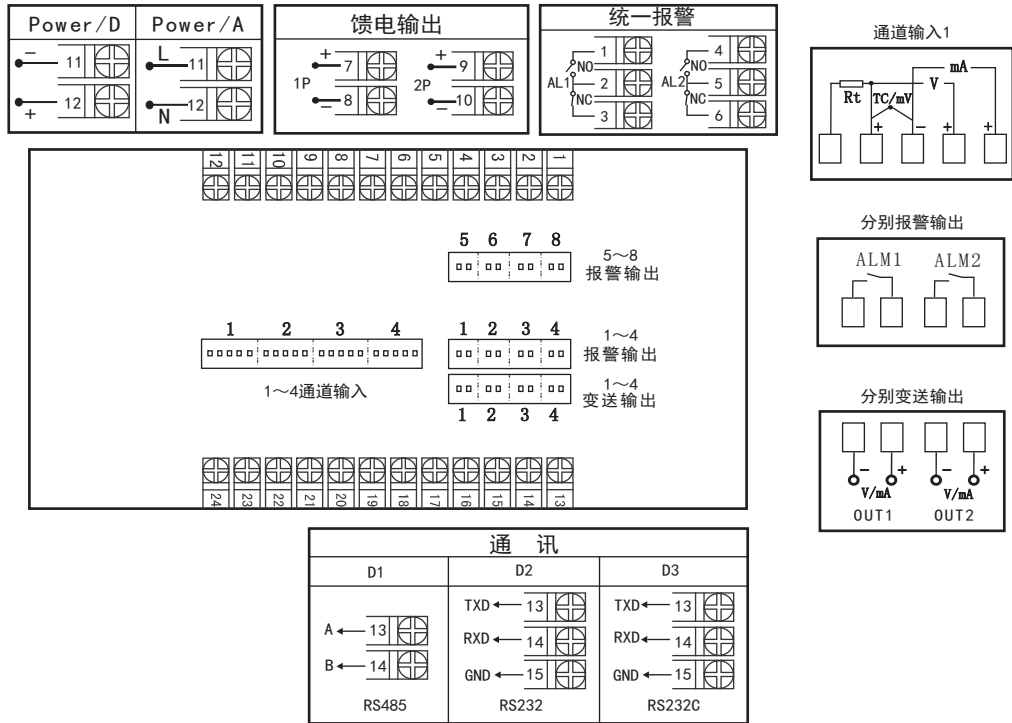 Power/D Power/A
− 11
+ 12
L 11
N 12
馈电输出
1P + 7
− 8
2P + 9
− 10
统一报警
AL1 NO NC 1 2 3
AL2 NO NC 4 5 6
通道输入1
mA
V
Rt TC/mV
+ − + +
12 11 10 9 8 7 6 5 4 3 2 1
5 6 7 8
5～8
报警输出
1 2 3 4
1～4通道输入
1 2 3 4
1～4
报警输出
1～4
变送输出
1 2 3 4
24 23 22 21 20 19 18 17 16 15 14 13
分别报警输出
ALM1 ALM2
分别变送输出
− + − +
V/mA V/mA
OUT1 OUT2
通 讯
D1 D2 D3
A 13
B 14
RS485
TXD 13
RXD 14
GND 15
RS232
TXD 13
RXD 14
GND 15
RS232C